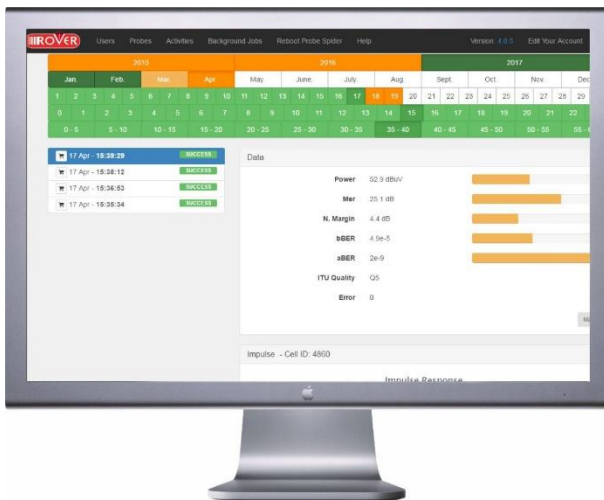 ROVER Users Probes Activities Background Jobs Reboot Probe Spider Help Version: 4.0.5 Edit Your Account
2015 2016 2017
Jan. Feb. Mar. Apr. May. June. July. Aug Sept. Oct. Nov. Dec
1 2 3 4 5 6 7 8 9 10 11 12 13 14 15 16 17 18 19 20 21 22 23 24 25 26 27 28 29
0 1 2 3 4 5 6 7 8 9 10 11 12 13 14 15 16 17 18 19 20 21 22
0 - 5 5 - 10 10 - 15 15 - 20 20 - 25 25 - 30 30 - 35 35 - 40 40 - 45 45 - 50 50 - 55 55 -
17 Apr - 15:39:29 SUCCESS
17 Apr - 15:38:12 SUCCESS
17 Apr - 15:36:53 SUCCESS
17 Apr - 15:35:34 SUCCESS
Data
Power 52.9 dBuV
Mer 25.1 dB
N. Margin 4.4 dB
bBER 4.9e-5
aBER 2e-9
ITU Quality Q5
Error 0
Impulse - Cell ID: 4860
Impulse Response